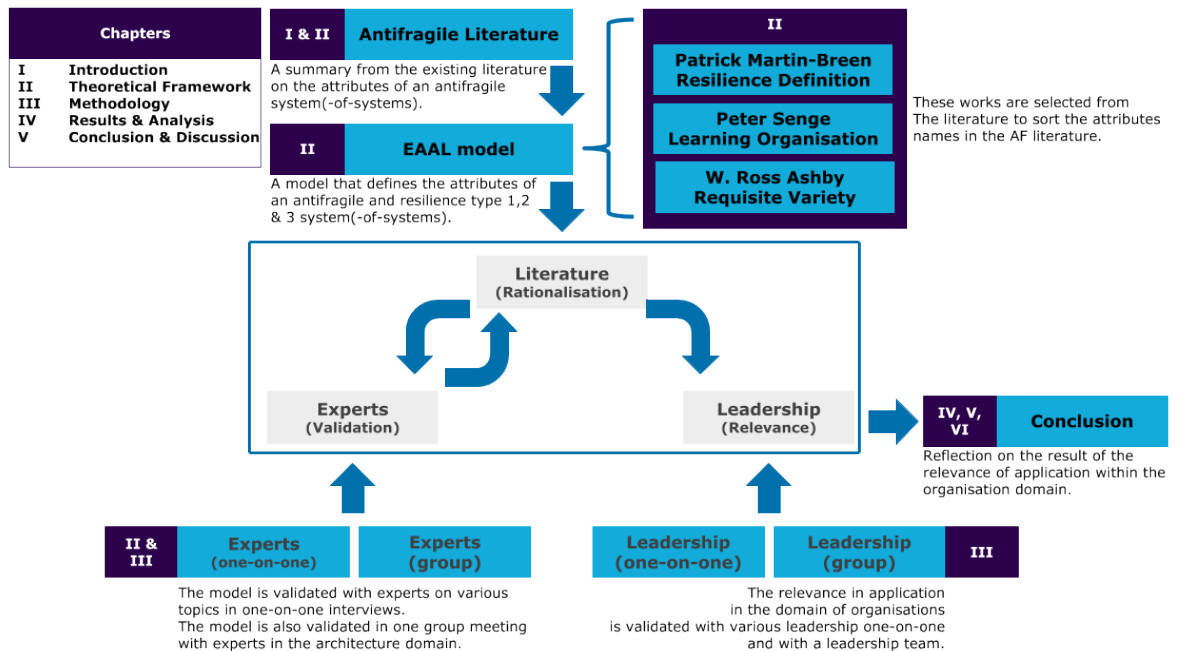 Chapters
I Introduction
II Theoretical Framework
III Methodology
IV Results & Analysis
V Conclusion & Discussion
I & II Antifragile Literature
A summary from the existing literature
on the attributes of an antifragile
system(-of-systems).
II EAAL model
A model that defines the attributes of
an antifragile and resilience type 1,2
& 3 system(-of-systems).
II
Patrick Martin-Breen
Resilience Definition
Peter Senge
Learning Organisation
W. Ross Ashby
Requisite Variety
These works are selected from
The literature to sort the attributes
names in the AF literature.
Literature
(Rationalisation)
Experts
(Validation)
Leadership
(Relevance)
IV, V,
VI
Conclusion
Reflection on the result of the
relevance of application within the
organisation domain.
II &
III
Experts
(one-on-one)
Experts
(group)
The model is validated with experts on various
topics in one-on-one interviews.
The model is also validated in one group meeting
with experts in the architecture domain.
Leadership
(one-on-one)
Leadership
(group)
III
The relevance in application
in the domain of organisations
is validated with various leadership one-on-one
and with a leadership team.